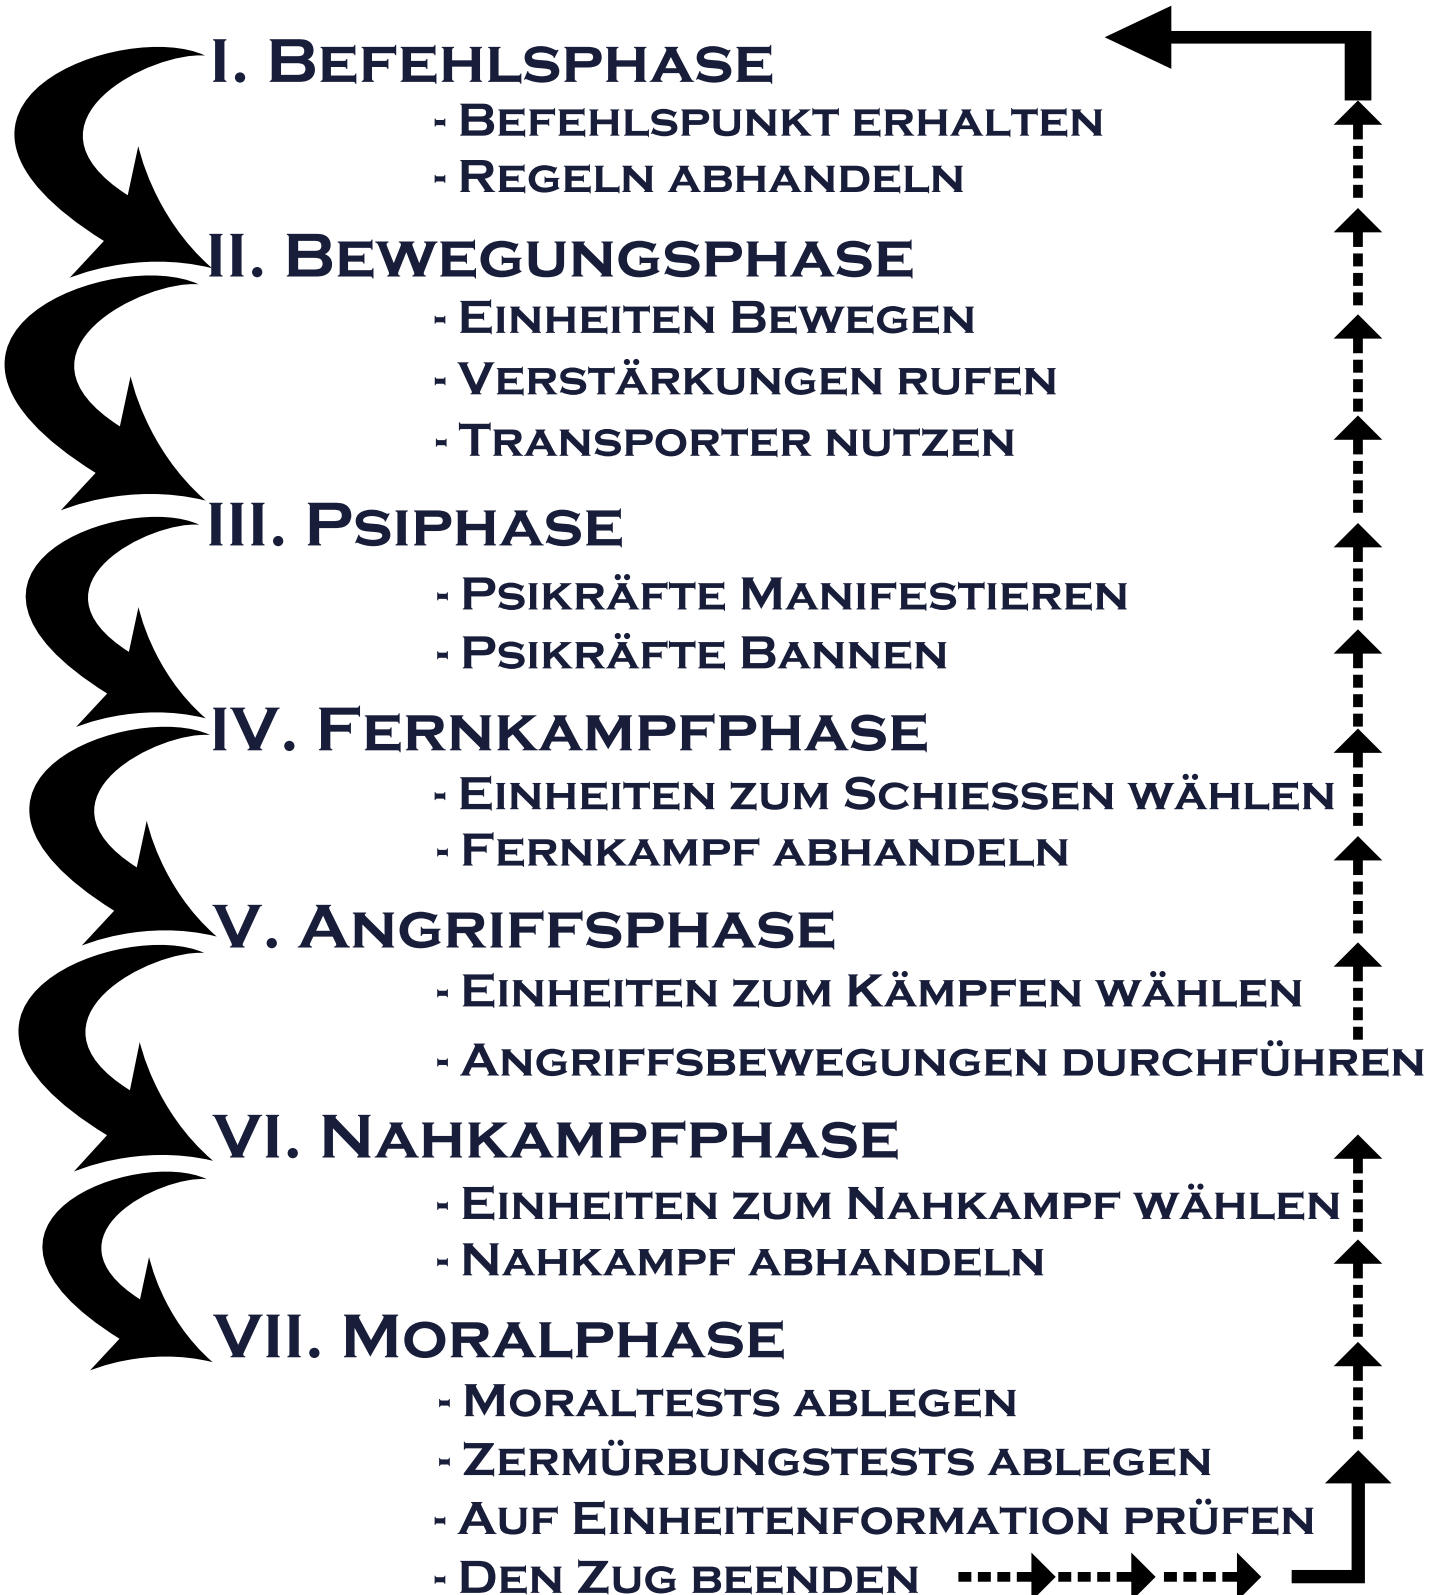 I. Befehlsphase
- Befehlspunkt erhalten
- Regeln abhandeln
II. Bewegungsphase
- Einheiten Bewegen
- Verstärkungen rufen
- Transporter nutzen
III. Psiphase
- Psikräfte Manifestieren
- Psikräfte Bannen
IV. Fernkampfphase
- Einheiten zum Schiessen wählen
- Fernkampf abhandeln
V. Angriffsphase
- Einheiten zum Kämpfen wählen
- Angriffsbewegungen durchführen
VI. Nahkampfphase
- Einheiten zum Nahkampf wählen
- Nahkampf abhandeln
VII. Moralphase
- Moraltests ablegen
- Zermürbungstests ablegen
- Auf Einheitenformation prüfen
- Den Zug beenden